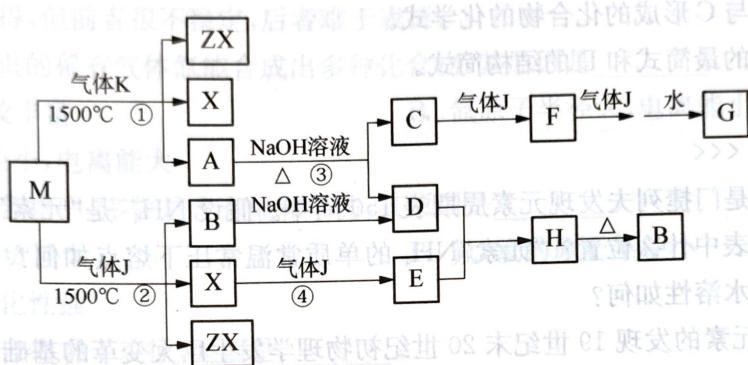 ZX
气体K
1500℃ ①
X
C
气体J
F
气体J
水
G
A
NaOH溶液
△ ③
M
NaOH溶液
B
D
H
△
B
气体J
1500℃ ②
X
气体J
④
E
ZX